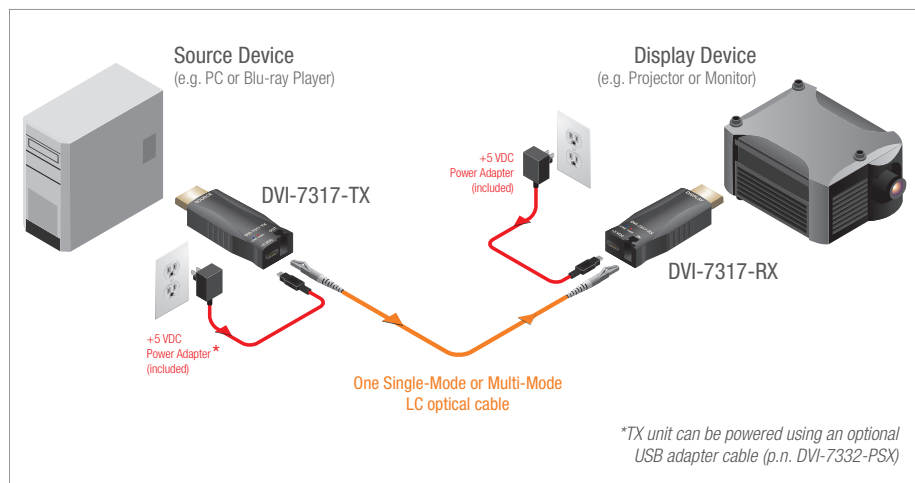 Source Device
(e.g. PC or Blu-ray Player)
Display Device
(e.g. Projector or Monitor)
+5 VDC
Power Adapter
(included)
DVI-7317-TX
SOURCE
DISPLAY
DVI-7317-RX
+5 VDC
Power Adapter*
(included)
One Single-Mode or Multi-Mode
LC optical cable
*TX unit can be powered using an optional
USB adapter cable (p.n. DVI-7332-PSX)